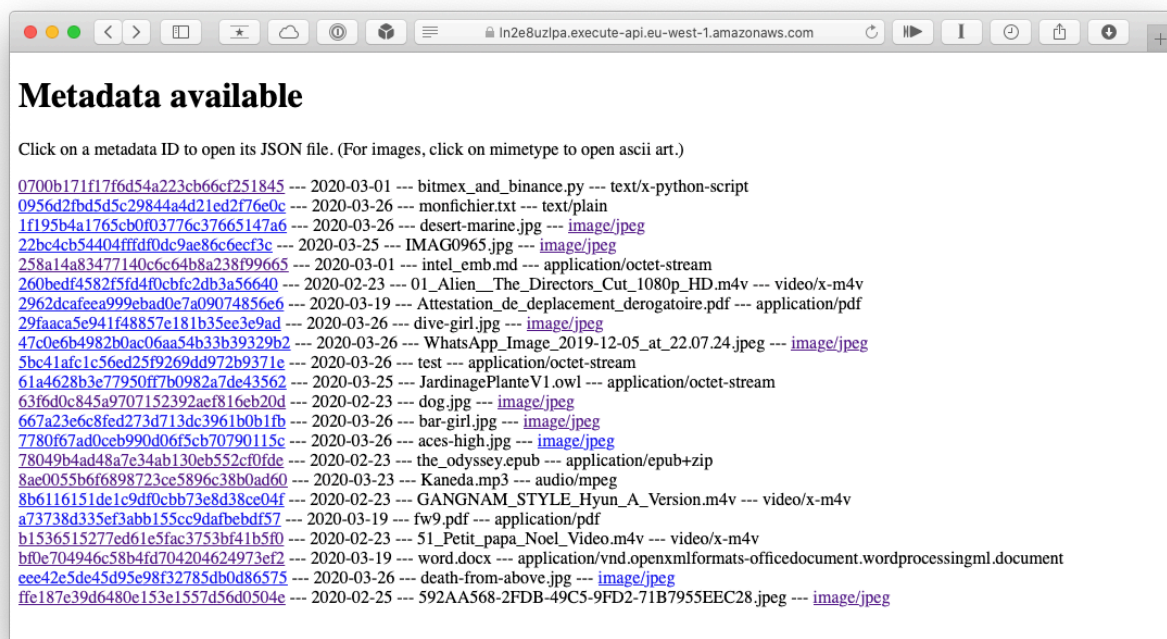 ln2e8uzlpa.execute-api.eu-west-1.amazonaws.com
Metadata available
Click on a metadata ID to open its JSON file. (For images, click on mimetype to open ascii art.)
0700b171f17f6d54a223cb66cf251845 --- 2020-03-01 --- bitmex_and_binance.py --- text/x-python-script
0956d2fbd5d5c29844a4d21ed2f76e0c --- 2020-03-26 --- monfichier.txt --- text/plain
1f195b4a1765cb0f03776c37665147a6 --- 2020-03-26 --- desert-marine.jpg --- image/jpeg
22bc4cb54404fffdf0dc9ae86c6ecf3c --- 2020-03-25 --- IMAG0965.jpg --- image/jpeg
258a14a83477140c6c64b8a238f99665 --- 2020-03-01 --- intel_emb.md --- application/octet-stream
260bedf4582f5fd4f0cbfc2db3a56640 --- 2020-02-23 --- 01_Alien__The_Directors_Cut_1080p_HD.m4v --- video/x-m4v
2962dcafeea999ebad0e7a09074856e6 --- 2020-03-19 --- Attestation_de_deplacement_derogatoire.pdf --- application/pdf
29faaca5e941f48857e181b35ee3e9ad --- 2020-03-26 --- dive-girl.jpg --- image/jpeg
47c0e6b4982b0ac06aa54b33b39329b2 --- 2020-03-26 --- WhatsApp_Image_2019-12-05_at_22.07.24.jpeg --- image/jpeg
5bc41afc1c56ed25f9269dd972b9371e --- 2020-03-26 --- test --- application/octet-stream
61a4628b3e77950ff7b0982a7de43562 --- 2020-03-25 --- JardinagePlanteV1.owl --- application/octet-stream
63f6d0c845a9707152392aef816eb20d --- 2020-02-23 --- dog.jpg --- image/jpeg
667a23e6c8fed273d713dc3961b0b1fb --- 2020-03-26 --- bar-girl.jpg --- image/jpeg
7780f67ad0ceb990d06f5cb70790115c --- 2020-03-26 --- aces-high.jpg --- image/jpeg
78049b4ad48a7e34ab130eb552cf0fde --- 2020-02-23 --- the_odyssey.epub --- application/epub+zip
8ae0055b6f6898723ce5896c38b0ad60 --- 2020-03-23 --- Kaneda.mp3 --- audio/mpeg
8b6116151de1c9df0cbb73e8d38ce04f --- 2020-02-23 --- GANGNAM_STYLE_Hyun_A_Version.m4v --- video/x-m4v
a73738d335ef3abb155cc9dafbebdf57 --- 2020-03-19 --- fw9.pdf --- application/pdf
b1536515277ed61e5fac3753bf41b5f0 --- 2020-02-23 --- 51_Petit_papa_Noel_Video.m4v --- video/x-m4v
bf0e704946c58b4fd704204624973ef2 --- 2020-03-19 --- word.docx --- application/vnd.openxmlformats-officedocument.wordprocessingml.document
eee42e5de45d95e98f32785db0d86575 --- 2020-03-26 --- death-from-above.jpg --- image/jpeg
ffe187e39d6480e153e1557d56d0504e --- 2020-02-25 --- 592AA568-2FDB-49C5-9FD2-71B7955EEC28.jpeg --- image/jpeg